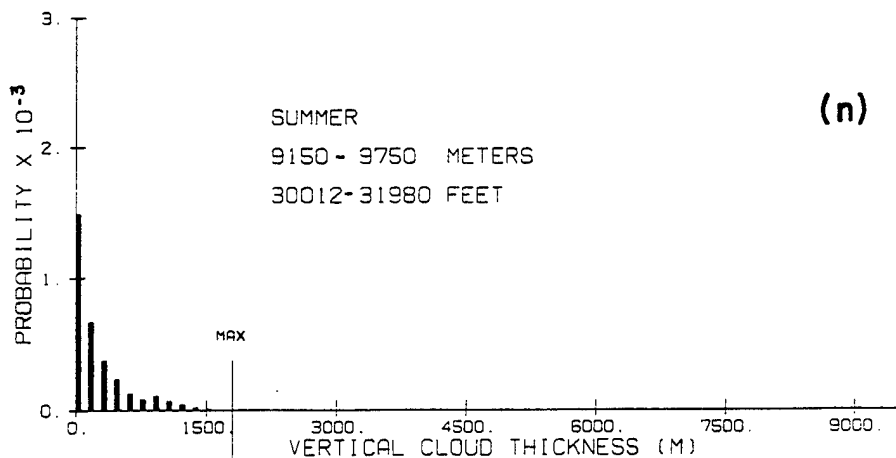 3.
2.
1.
0.
PROBABILITY X 10-3
SUMMER
9150- 9750 METERS
30012-31980 FEET
(n)
MAX
0. 1500. 3000. 4500. 6000. 7500. 9000.
VERTICAL CLOUD THICKNESS (M)